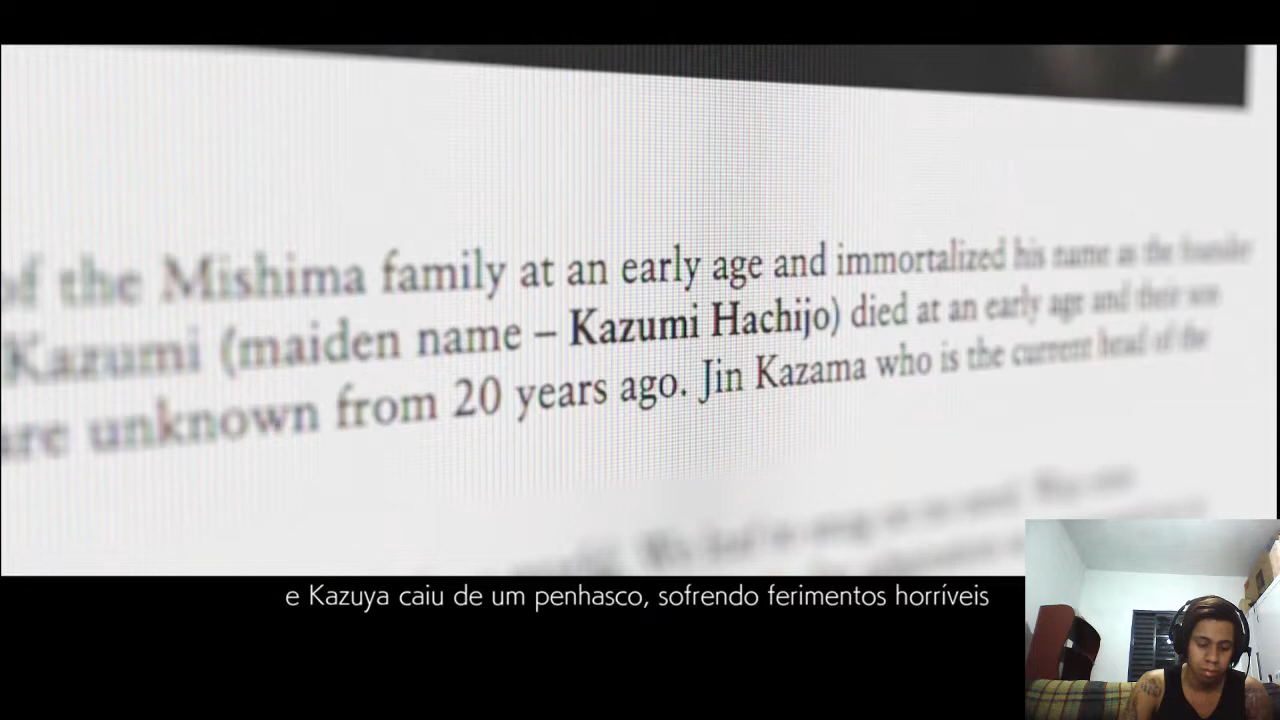 of the Mishima family at an early age and immortalized his name as the founder
Kazumi (maiden name – Kazumi Hachijo) died at an early age and their son
are unknown from 20 years ago. Jin Kazama who is the current head of the
e Kazuya caiu de um penhasco, sofrendo ferimentos horríveis